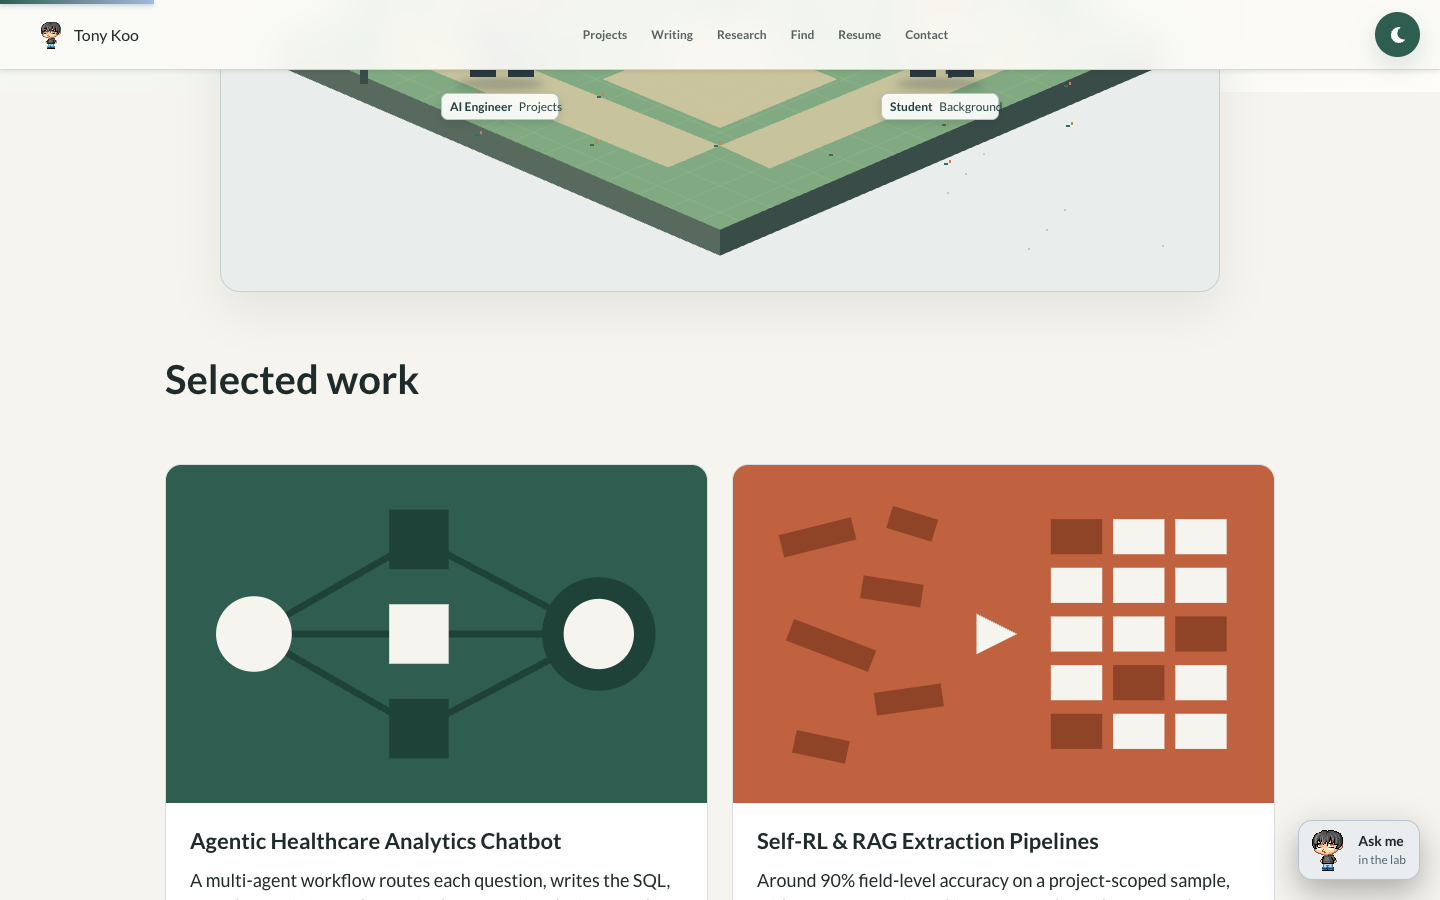 Tony Koo
Projects Writing Research Find Resume Contact
AI Engineer Projects
Student Background
Selected work
Agentic Healthcare Analytics Chatbot
A multi-agent workflow routes each question, writes the SQL,
Self-RL & RAG Extraction Pipelines
Around 90% field-level accuracy on a project-scoped sample,
Ask me
in the lab